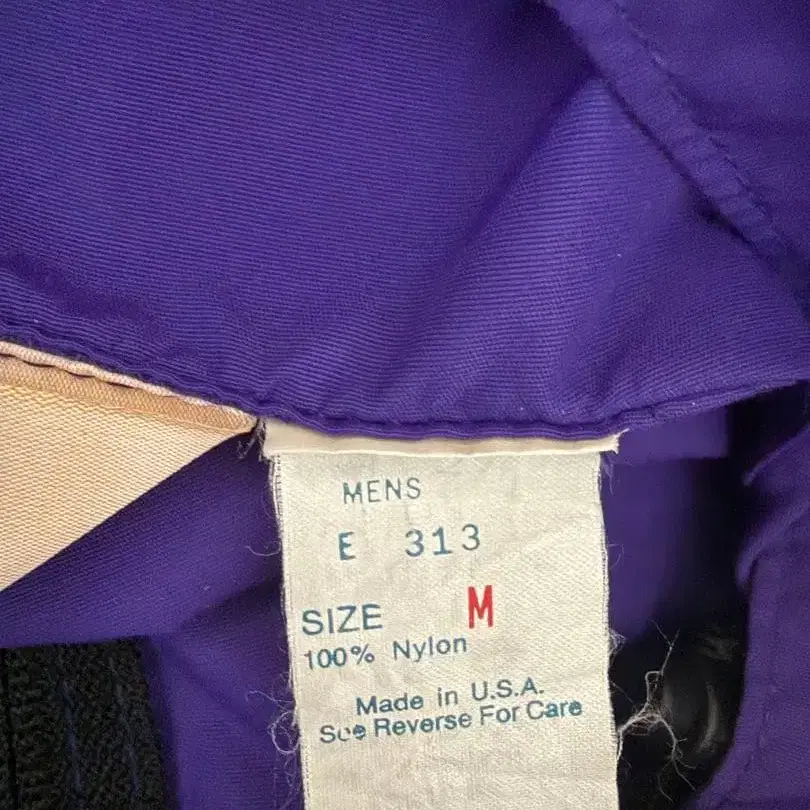 MENS
E 313
SIZE M
100% Nylon
Made in U.S.A.
See Reverse For Care